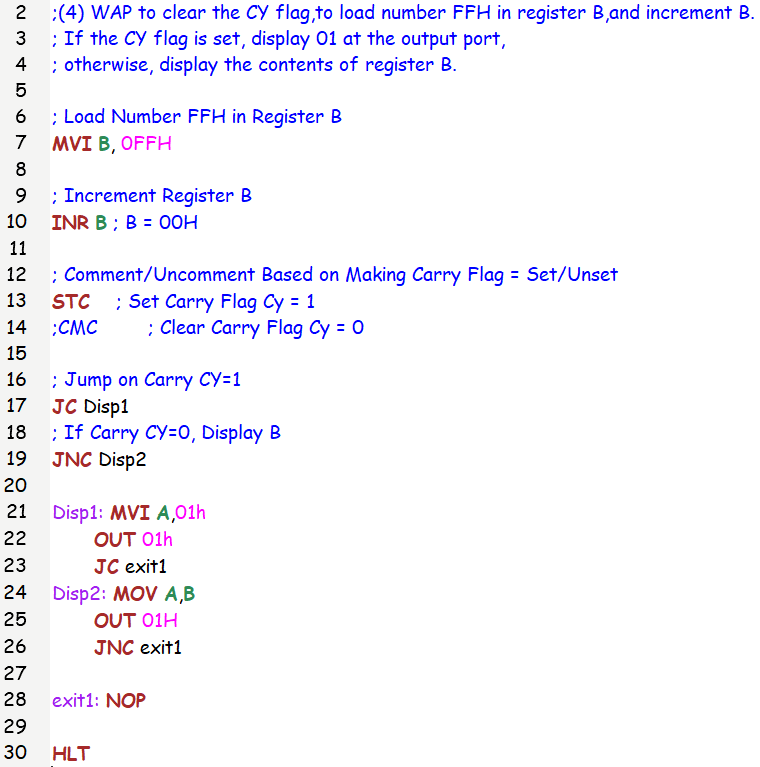 2 ;(4) WAP to clear the CY flag,to load number FFH in register B,and increment B.
3 ; If the CY flag is set, display 01 at the output port,
4 ; otherwise, display the contents of register B.
5
6 ; Load Number FFH in Register B
7 MVI B, 0FFH
8
9 ; Increment Register B
10 INR B ; B = 00H
11
12 ; Comment/Uncomment Based on Making Carry Flag = Set/Unset
13 STC ; Set Carry Flag Cy = 1
14 ;CMC ; Clear Carry Flag Cy = 0
15
16 ; Jump on Carry CY=1
17 JC Disp1
18 ; If Carry CY=0, Display B
19 JNC Disp2
20
21 Disp1: MVI A,01h
22 OUT 01h
23 JC exit1
24 Disp2: MOV A,B
25 OUT 01H
26 JNC exit1
27
28 exit1: NOP
29
30 HLT